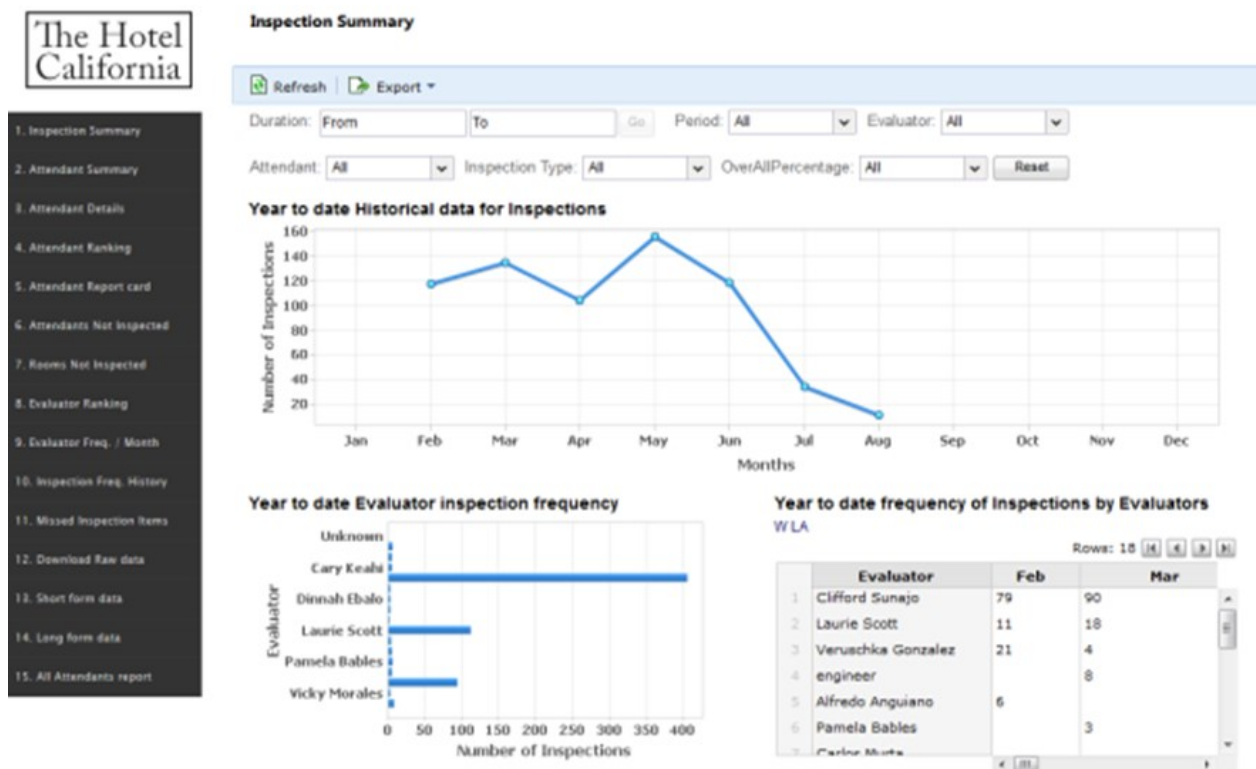 The Hotel
California
Inspection Summary
Refresh Export
Duration: From To Go Period: All Evaluator: All
Attendant: All Inspection Type: All OverAllPercentage: All Reset
1. Inspection Summary
2. Attendant Summary
3. Attendant Details
4. Attendant Ranking
5. Attendant Report card
6. Attendants Not Inspected
7. Rooms Not Inspected
8. Evaluator Ranking
9. Evaluator Freq. / Month
10. Inspection Freq. History
11. Missed Inspection Items
12. Download Raw data
13. Short form data
14. Long form data
15. All Attendants report
Year to date Historical data for Inspections
Number of Inspections
160
140
120
100
80
60
40
20
Jan Feb Mar Apr May Jun Jul Aug Sep Oct Nov Dec
Months
Year to date Evaluator inspection frequency
Evaluator
Unknown
Cary Keahi
Dinnah Ebalo
Laurie Scott
Pamela Bables
Vicky Morales
0 50 100 150 200 250 300 350 400
Number of Inspections
Year to date frequency of Inspections by Evaluators
W LA
Rows: 18
Evaluator Feb Mar
1 Clifford Sunajo 79 90
2 Laurie Scott 11 18
3 Veruschka Gonzalez 21 4
4 engineer 8
5 Alfredo Anguiano 6
6 Pamela Bables 3
7 Carlos